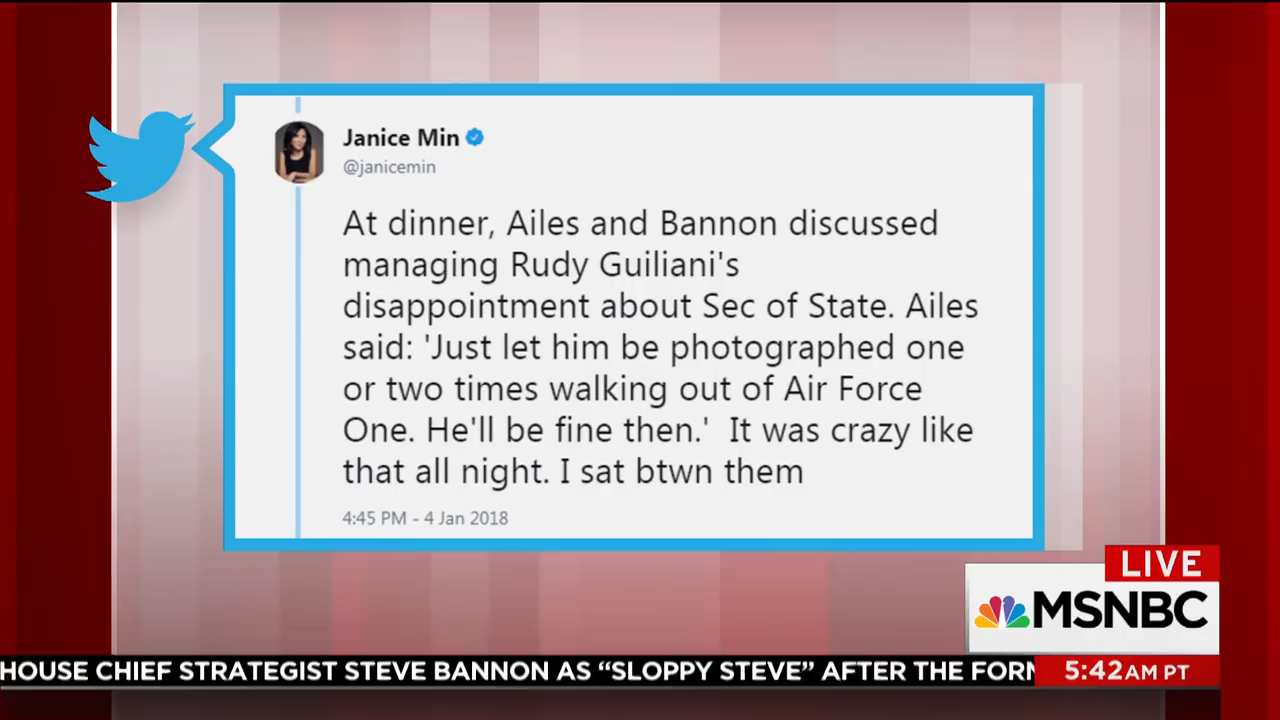 Janice Min
@janicemin
At dinner, Ailes and Bannon discussed
managing Rudy Guiliani's
disappointment about Sec of State. Ailes
said: 'Just let him be photographed one
or two times walking out of Air Force
One. He'll be fine then.' It was crazy like
that all night. I sat btwn them
4:45 PM - 4 Jan 2018
LIVE
MSNBC
HOUSE CHIEF STRATEGIST STEVE BANNON AS “SLOPPY STEVE” AFTER THE FORM
5:42AM PT